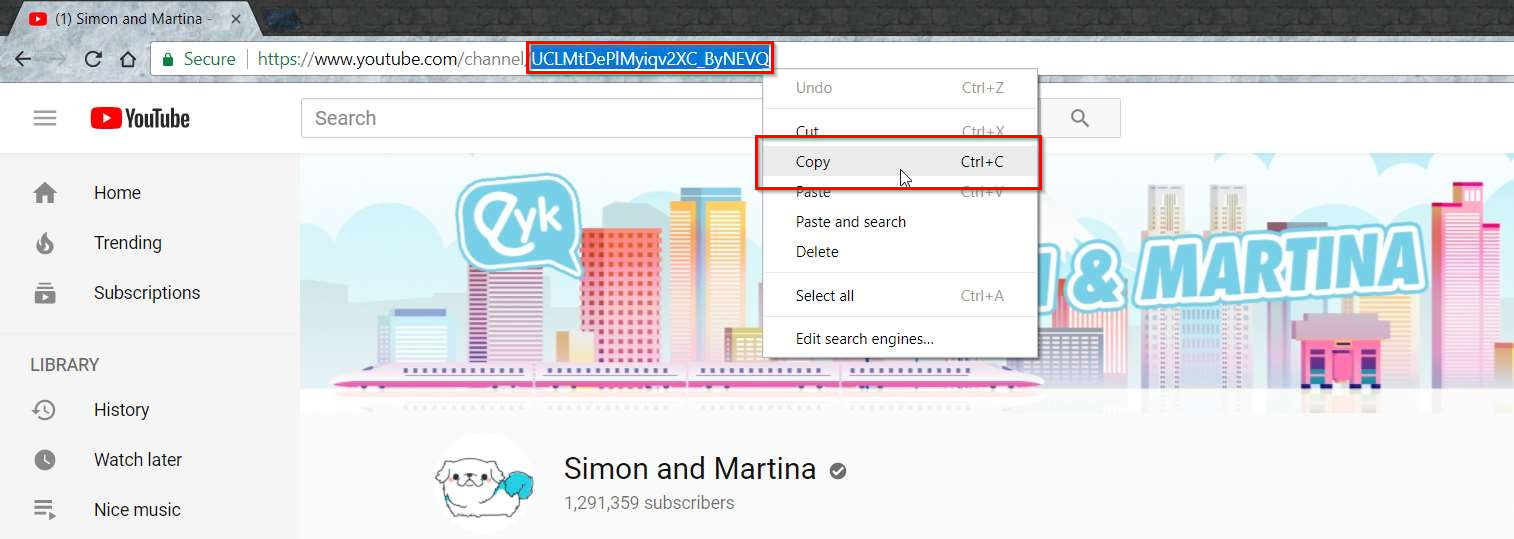 (1) Simon and Martina -
Secure
https://www.youtube.com/channel/UCLMtDePlMyiqv2XC_ByNEVQ
Undo Ctrl+Z
Cut Ctrl+X
Copy Ctrl+C
Paste Ctrl+V
Paste and search
Delete
Select all Ctrl+A
Edit search engines...
YouTube
Search
Home
Trending
Subscriptions
LIBRARY
History
Watch later
Nice music
eyk
& MARTINA
Simon and Martina
1,291,359 subscribers